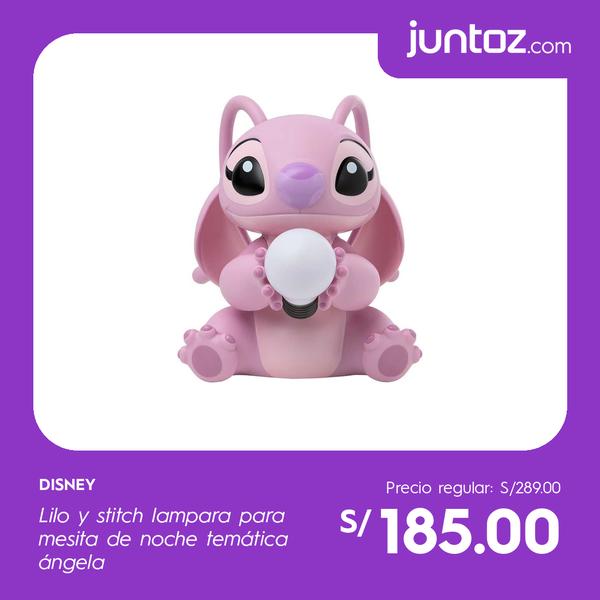 juntoz.com
DISNEY
Lilo y stitch lampara para
mesita de noche temática
ángela
Precio regular: S/289.00
S/185.00